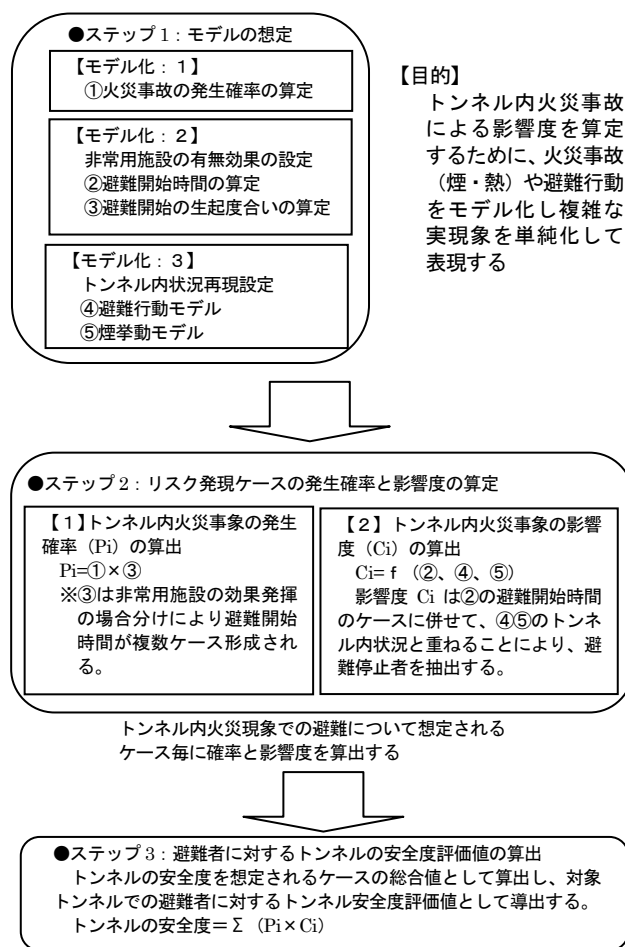 ●ステップ1：モデルの想定
【モデル化：１】
①火災事故の発生確率の算定
【モデル化：２】
非常用施設の有無効果の設定
②避難開始時間の算定
③避難開始の生起度合いの算定
【モデル化：３】
トンネル内状況再現設定
④避難行動モデル
⑤煙挙動モデル
【目的】
トンネル内火災事故
による影響度を算定
するために、火災事故
（煙・熱）や避難行動
をモデル化し複雑な
実現象を単純化して
表現する
●ステップ2：リスク発現ケースの発生確率と影響度の算定
【１】トンネル内火災事象の発生
確率（Pi）の算出
Pi=①×③
※③は非常用施設の効果発揮
の場合分けにより避難開始
時間が複数ケース形成され
る。
【２】トンネル内火災事象の影響
度（Ci）の算出
Ci=ｆ（②、④、⑤）
影響度 Ci は②の避難開始時間
のケースに併せて、④⑤のトンネ
ル内状況と重ねることにより、避
難停止者を抽出する。
トンネル内火災現象での避難について想定される
ケース毎に確率と影響度を算出する
●ステップ3：避難者に対するトンネルの安全度評価値の算出
トンネルの安全度を想定されるケースの総合値として算出し、対象
トンネルでの避難者に対するトンネル安全度評価値として導出する。
トンネルの安全度＝Σ（Pi×Ci）